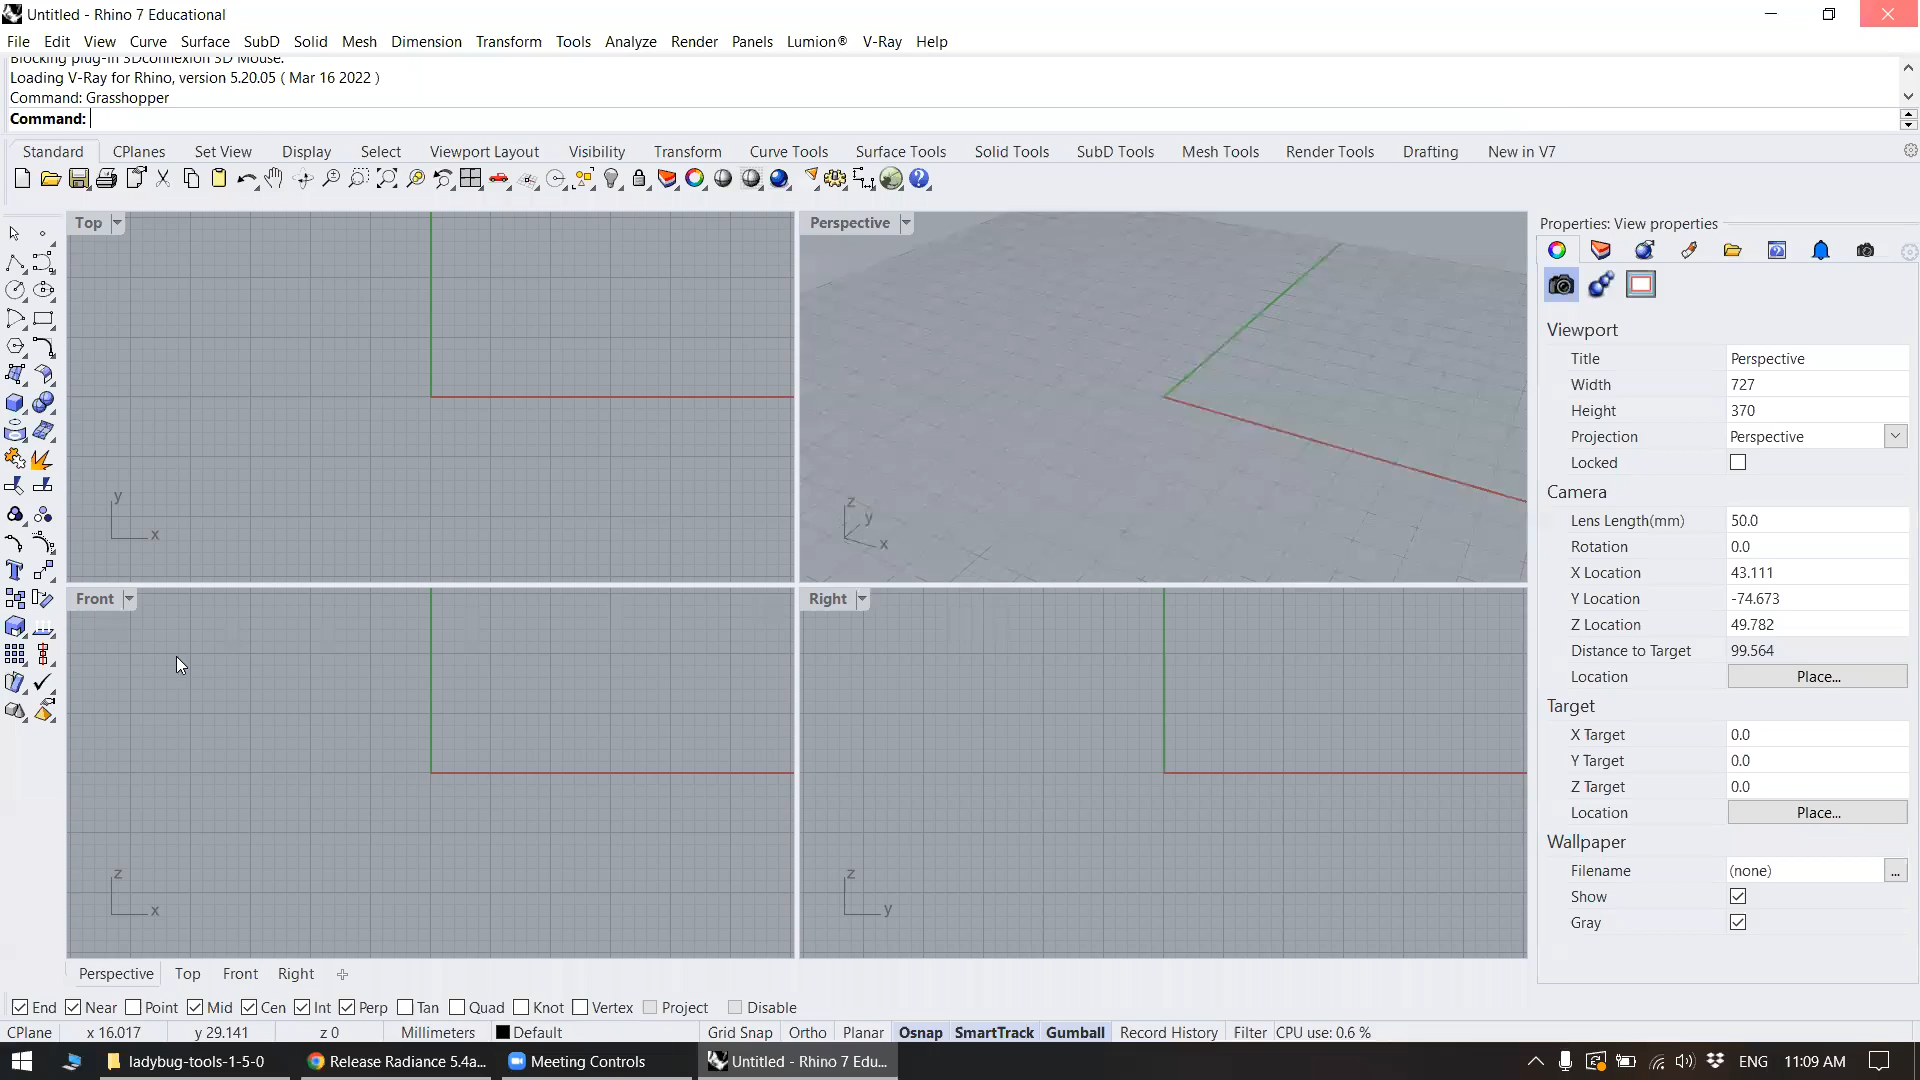 Untitled - Rhino 7 Educational
File Edit View Curve Surface SubD Solid Mesh Dimension Transform Tools Analyze Render Panels Lumion® V-Ray Help
Blocking plug-in 3Dconnexion 3D Mouse.
Loading V-Ray for Rhino, version 5.20.05 ( Mar 16 2022 )
Command: Grasshopper
Command:
Standard CPlanes Set View Display Select Viewport Layout Visibility Transform Curve Tools Surface Tools Solid Tools SubD Tools Mesh Tools Render Tools Drafting New in V7
Top
y
x
Perspective
z
y
x
Front
z
x
Right
z
y
Properties: View properties
Viewport
Title Perspective
Width 727
Height 370
Projection Perspective
Locked
Camera
Lens Length(mm) 50.0
Rotation 0.0
X Location 43.111
Y Location -74.673
Z Location 49.782
Distance to Target 99.564
Location Place...
Target
X Target 0.0
Y Target 0.0
Z Target 0.0
Location Place...
Wallpaper
Filename (none) ...
Show
Gray
Perspective Top Front Right
End Near Point Mid Cen Int Perp Tan Quad Knot Vertex Project Disable
CPlane x 16.017 y 29.141 z 0 Millimeters Default Grid Snap Ortho Planar Osnap SmartTrack Gumball Record History Filter CPU use: 0.6 %
ladybug-tools-1-5-0 Release Radiance 5.4a... Meeting Controls Untitled - Rhino 7 Edu... ENG 11:09 AM